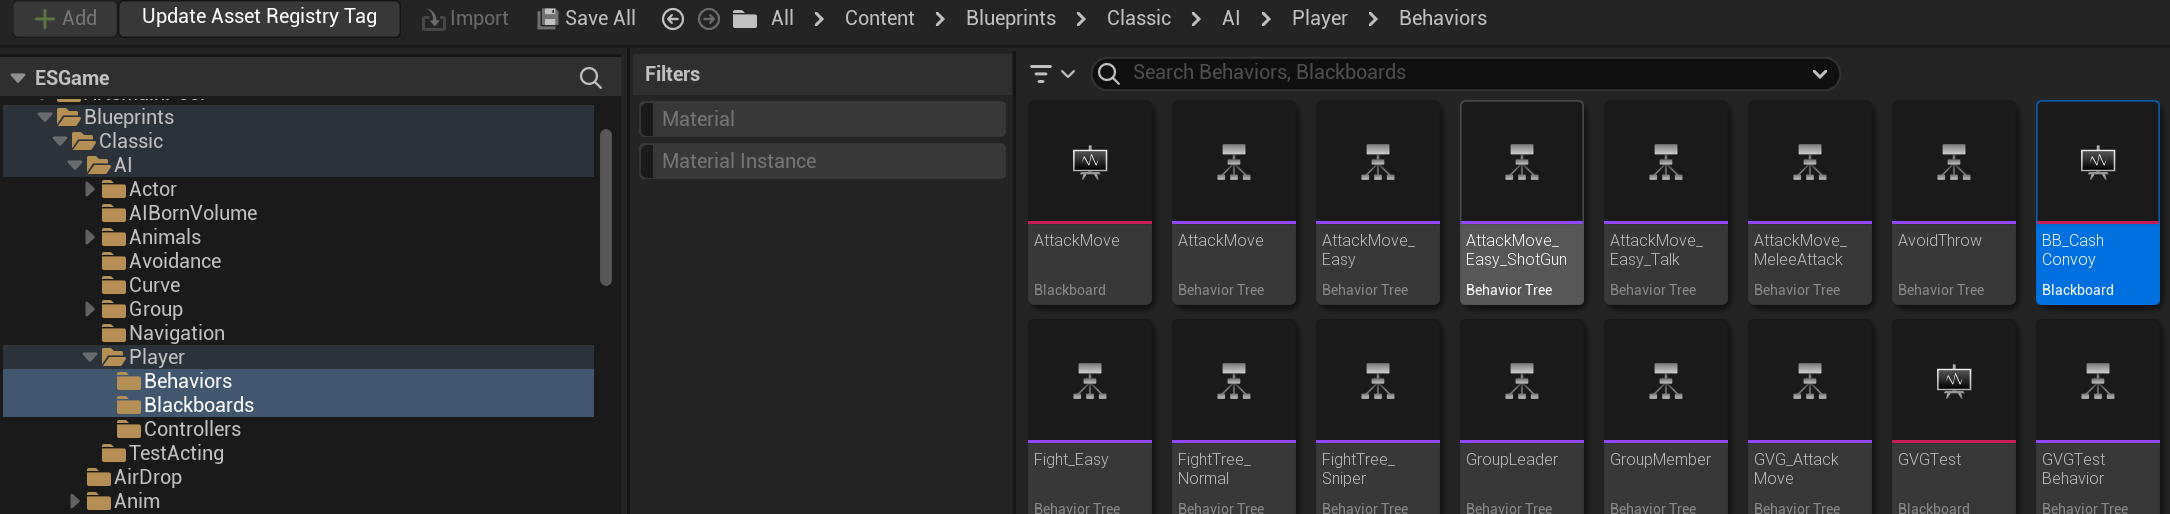 Add
Update Asset Registry Tag
Import
Save All
All
Content
Blueprints
Classic
AI
Player
Behaviors
ESGame
Blueprints
Classic
AI
Actor
AIBornVolume
Animals
Avoidance
Curve
Group
Navigation
Player
Behaviors
Blackboards
Controllers
TestActing
AirDrop
Anim
Filters
Material
Material Instance
Search Behaviors, Blackboards
AttackMove
Blackboard
AttackMove
Behavior Tree
AttackMove_
Easy
Behavior Tree
AttackMove_
Easy_ShotGun
Behavior Tree
AttackMove_
Easy_Talk
Behavior Tree
AttackMove_
MeleeAttack
Behavior Tree
AvoidThrow
Behavior Tree
BB_Cash
Convoy
Blackboard
Fight_Easy
Behavior Tree
FightTree_
Normal
Behavior Tree
FightTree_
Sniper
Behavior Tree
GroupLeader
Behavior Tree
GroupMember
Behavior Tree
GVG_Attack
Move
Behavior Tree
GVGTest
Blackboard
GVGTest
Behavior
Behavior Tree